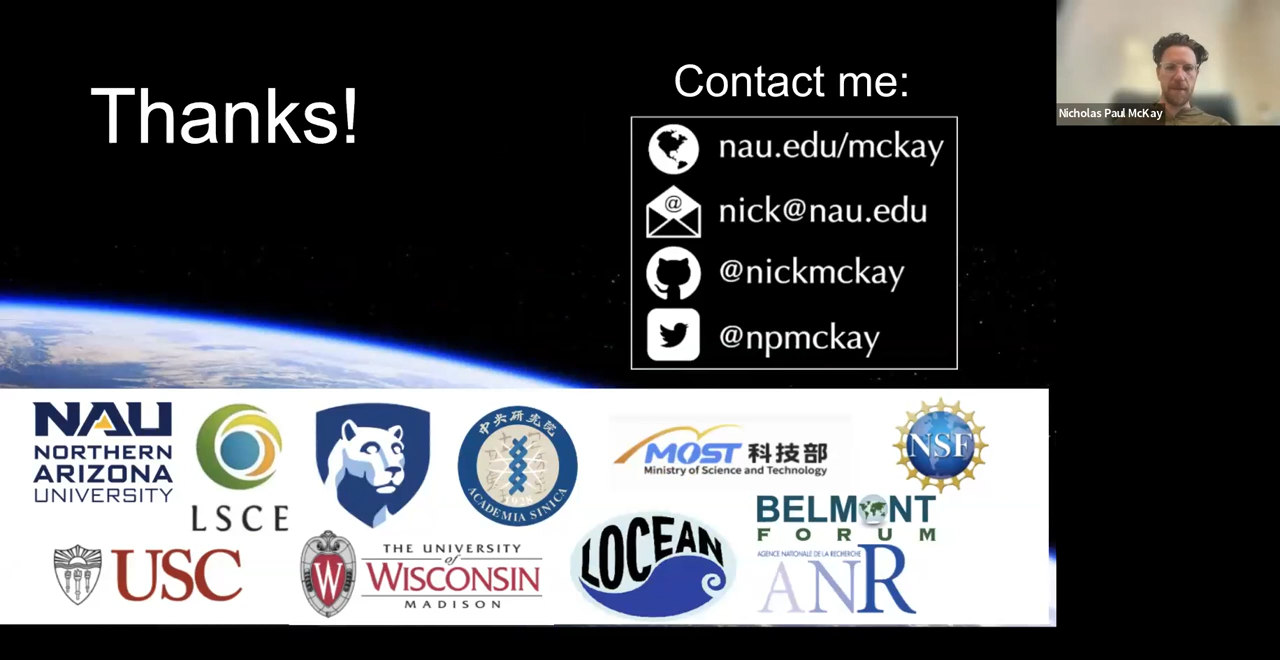 Thanks!
Contact me:
nau.edu/mckay
@
nick@nau.edu
@nickmckay
@npmckay
Nicholas Paul McKay
NAU
NORTHERN
ARIZONA
UNIVERSITY
LSCE
中央研究院
1928
ACADEMIA SINICA
MOST 科技部
Ministry of Science and Technology
NSF
USC
W
THE UNIVERSITY
of
WISCONSIN
MADISON
LOCEAN
BELMONT
FORUM
AGENCE NATIONALE DE LA RECHERCHE
ANR